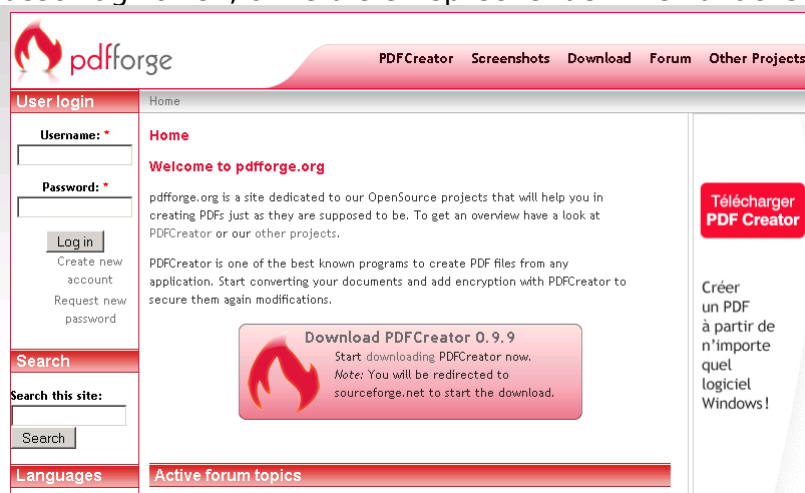 pdfforge
PDFCreator Screenshots Download Forum Other Projects
User login
Username: *
Password: *
Log in
Create new
account
Request new
password
Search
Search this site:
Search
Languages
Home
Home
Welcome to pdfforge.org
pdfforge.org is a site dedicated to our OpenSource projects that will help you in
creating PDFs just as they are supposed to be. To get an overview have a look at
PDFCreator or our other projects.
PDFCreator is one of the best known programs to create PDF files from any
application. Start converting your documents and add encryption with PDFCreator to
secure them again modifications.
Download PDFCreator 0.9.9
Start downloading PDFCreator now.
Note: You will be redirected to
sourceforge.net to start the download.
Active forum topics
Télécharger
PDF Creator
Créer
un PDF
à partir de
n'importe
quel
logiciel
Windows!